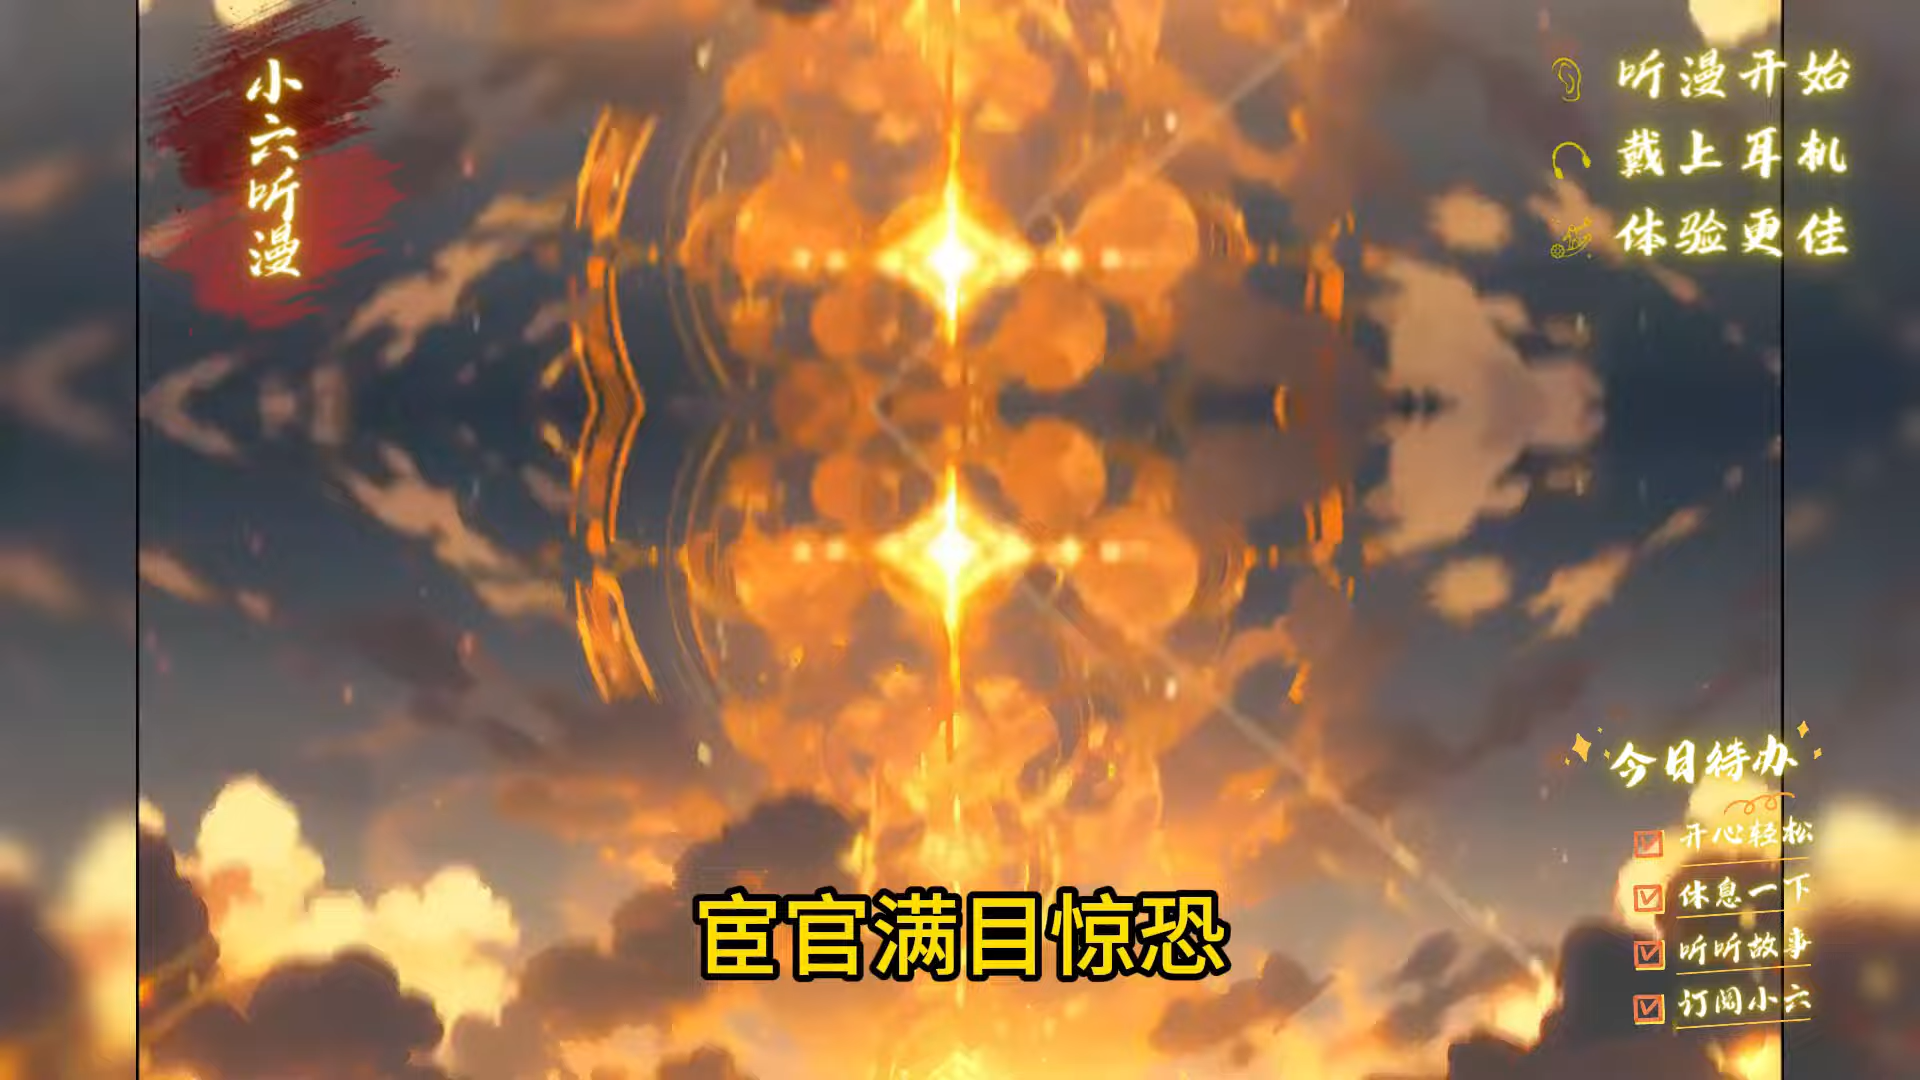 小六听漫
听漫开始
戴上耳机
体验更佳
今日待办
开心轻松
休息一下
听听故事
订阅小六
宦官满目惊恐